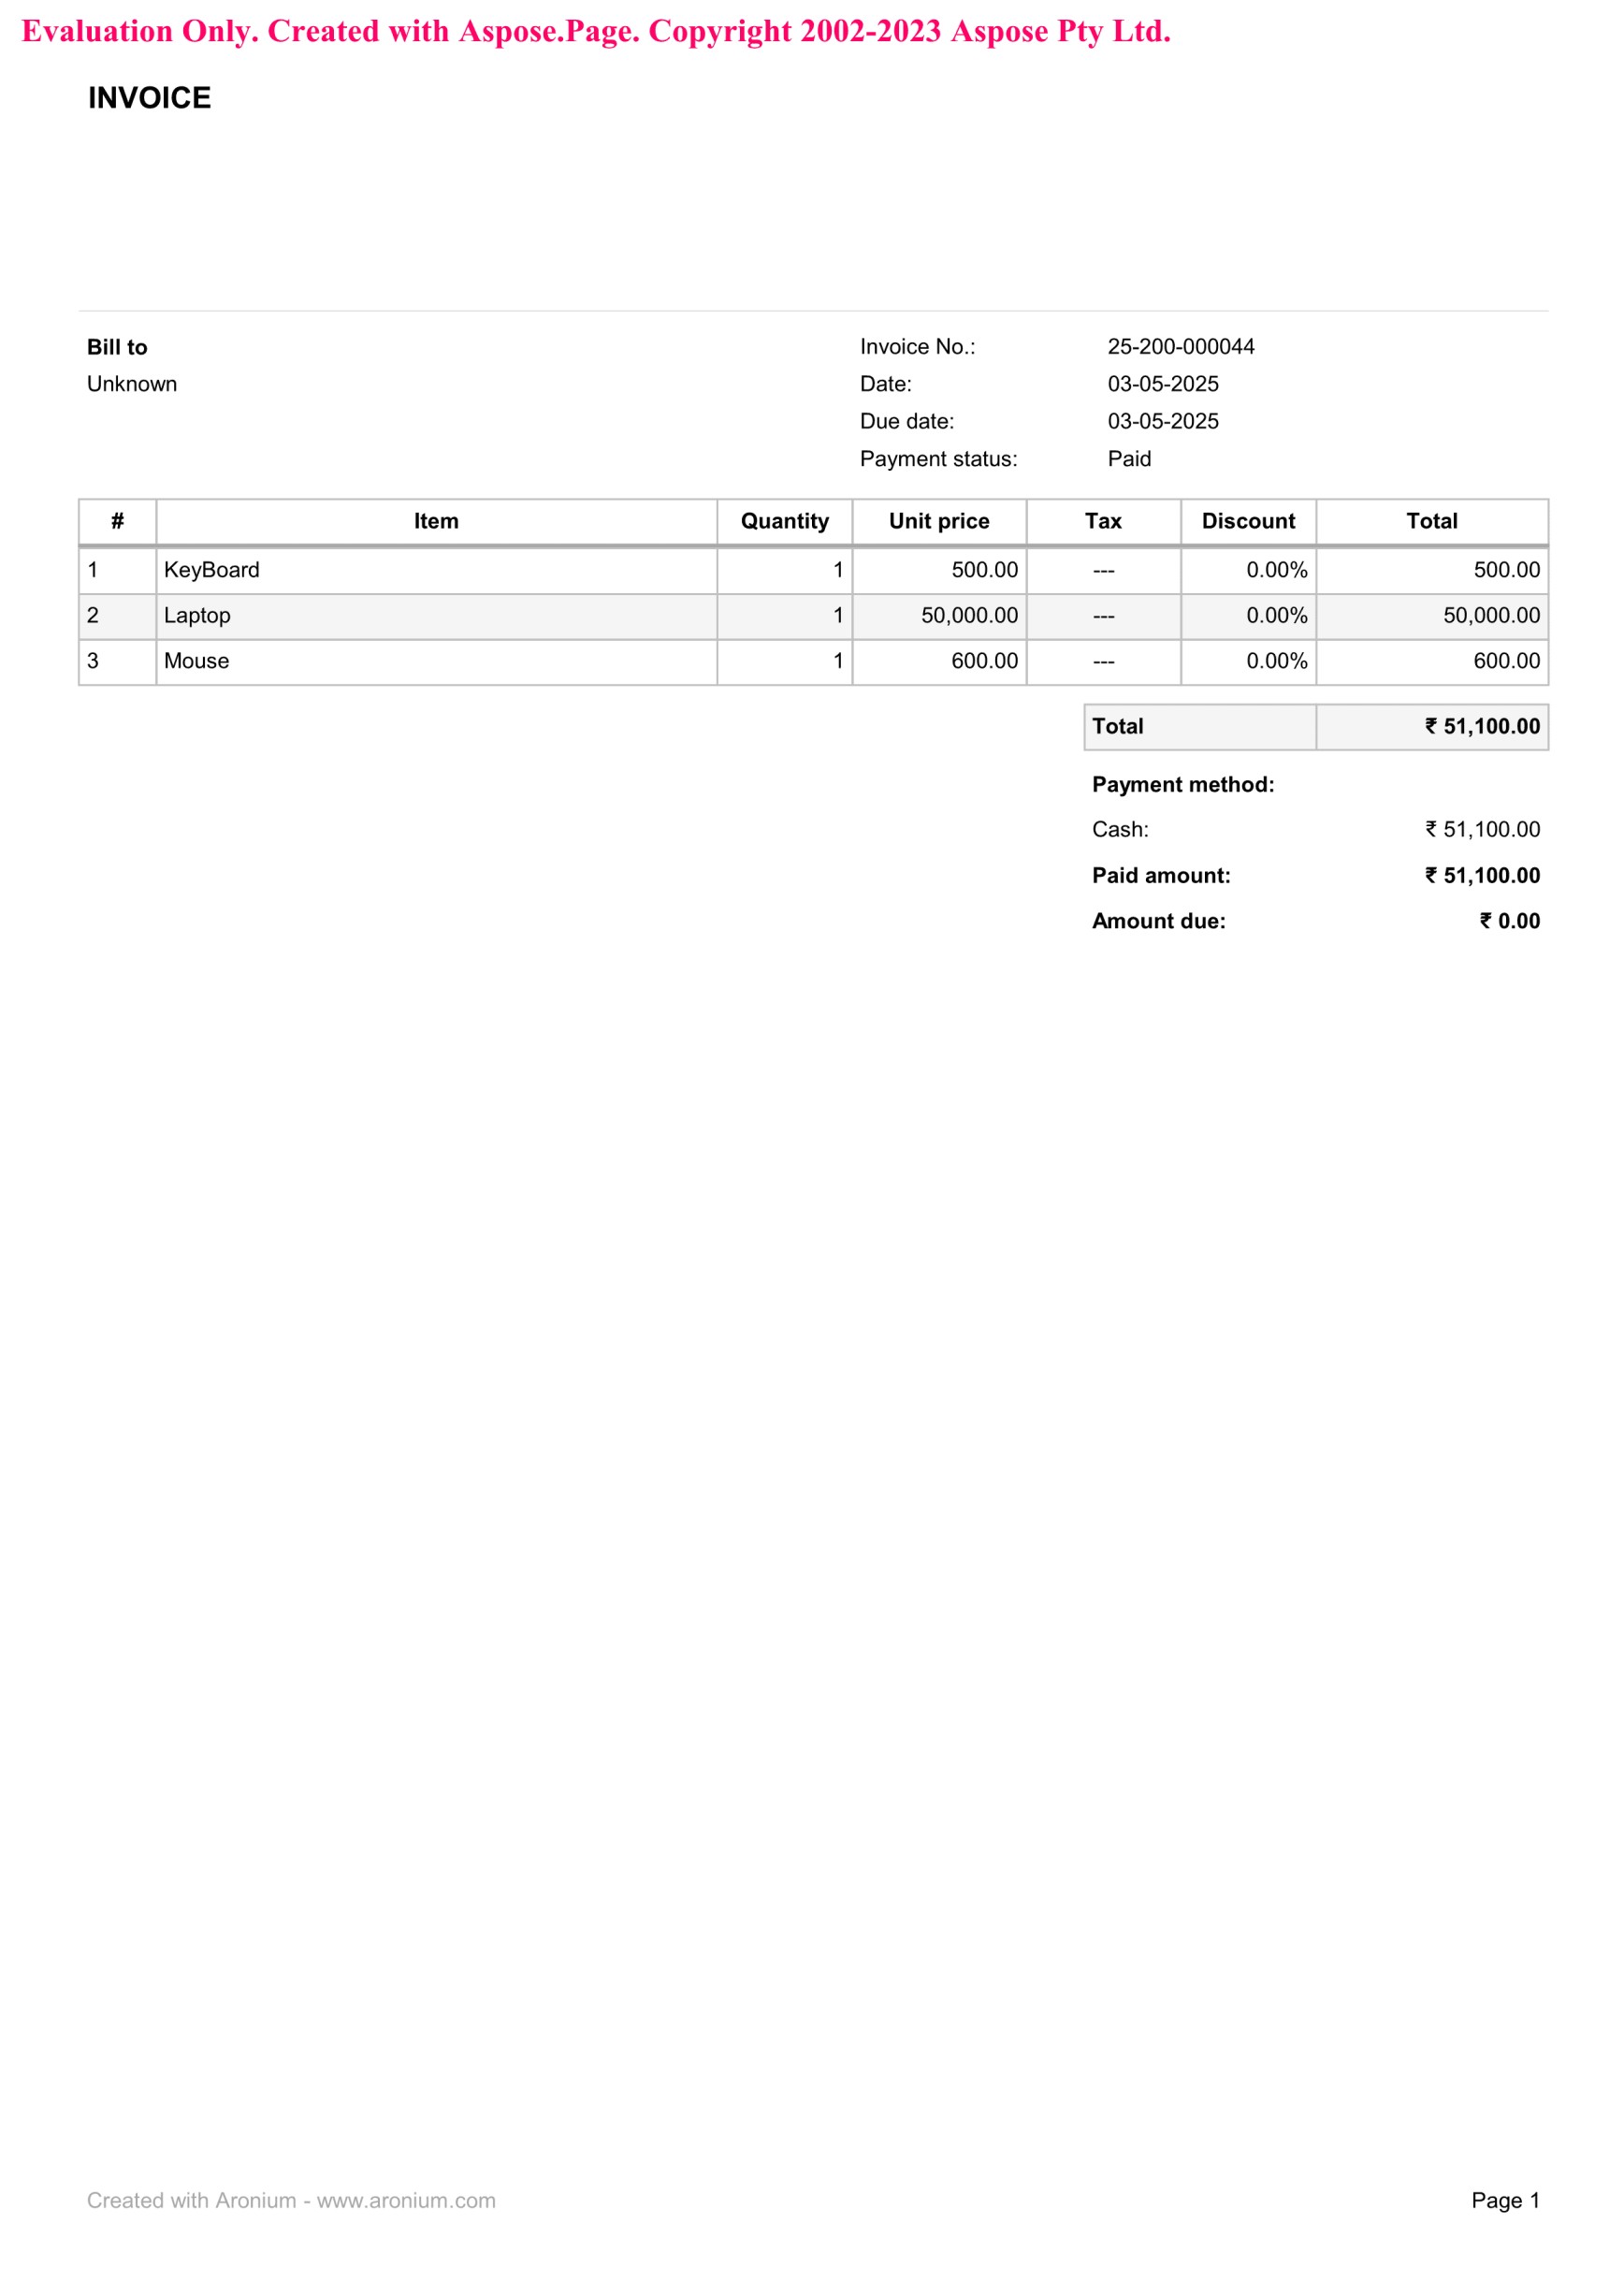 Evaluation Only. Created with Aspose.Page. Copyright 2002-2023 Aspose Pty Ltd.
INVOICE
Bill to
Unknown
Invoice No.: 25-200-000044
Date: 03-05-2025
Due date: 03-05-2025
Payment status: Paid
# Item Quantity Unit price Tax Discount Total
1 KeyBoard 1 500.00 --- 0.00% 500.00
2 Laptop 1 50,000.00 --- 0.00% 50,000.00
3 Mouse 1 600.00 --- 0.00% 600.00
Total ₹ 51,100.00
Payment method:
Cash: ₹ 51,100.00
Paid amount: ₹ 51,100.00
Amount due: ₹ 0.00
Created with Aronium - www.aronium.com
Page 1